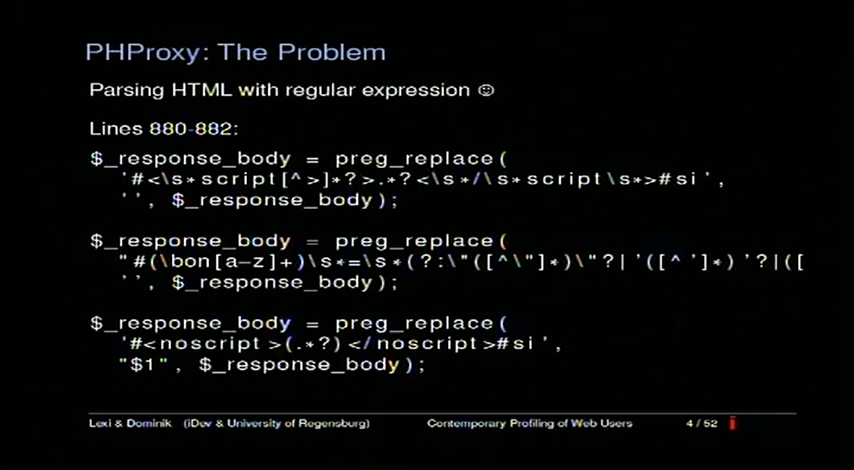 PHProxy: The Problem
Parsing HTML with regular expression ☺
Lines 880-882:
$_response_body = preg_replace(
'#<\s*script[^>]*?>.*?<\s*/\s*script\s*>#si',
'', $_response_body);
$_response_body = preg_replace(
"#(\bon[a-z]+)\s*=\s*(?:\"([^\"]*)\"?|'([^']*)'?|([
'', $_response_body);
$_response_body = preg_replace(
'#<noscript>(.*?)</noscript>#si',
"$1", $_response_body);
Lexi & Dominik (iDev & University of Regensburg) Contemporary Profiling of Web Users 4 / 52